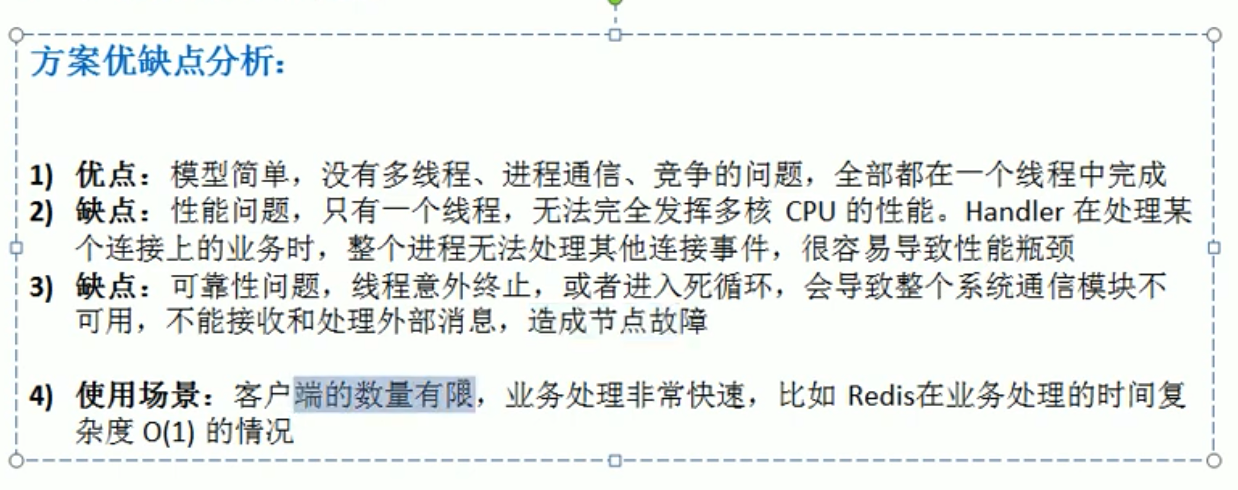 方案优缺点分析：
1) 优点：模型简单，没有多线程、进程通信、竞争的问题，全部都在一个线程中完成
2) 缺点：性能问题，只有一个线程，无法完全发挥多核 CPU 的性能。Handler 在处理某
个连接上的业务时，整个进程无法处理其他连接事件，很容易导致性能瓶颈
3) 缺点：可靠性问题，线程意外终止，或者进入死循环，会导致整个系统通信模块不
可用，不能接收和处理外部消息，造成节点故障
4) 使用场景：客户端的数量有限，业务处理非常快速，比如 Redis在业务处理的时间复
杂度 O(1) 的情况